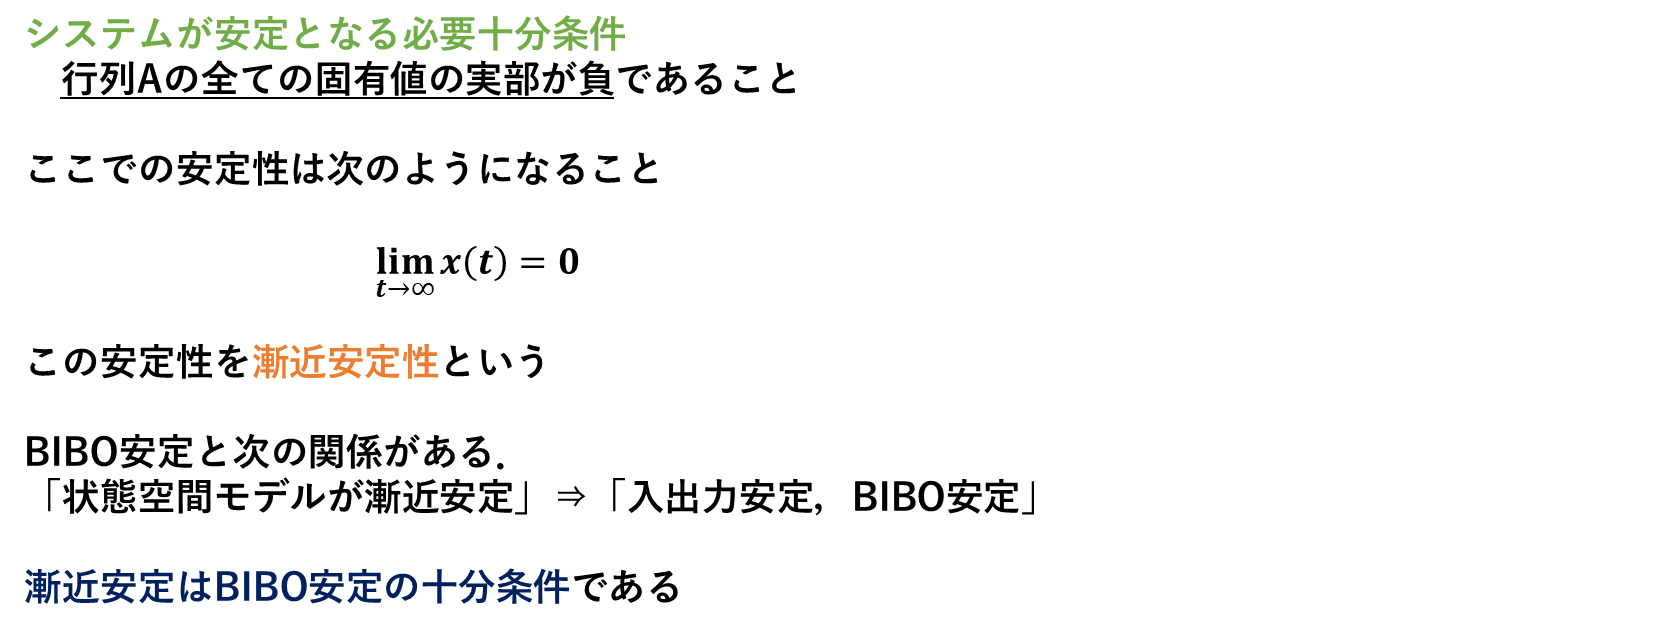 システムが安定となる必要十分条件
行列Aの全ての固有値の実部が負であること
ここでの安定性は次のようになること
lim x(t) = 0
t→∞
この安定性を漸近安定性という
BIBO安定と次の関係がある．
「状態空間モデルが漸近安定」⇒「入出力安定，BIBO安定」
漸近安定はBIBO安定の十分条件である